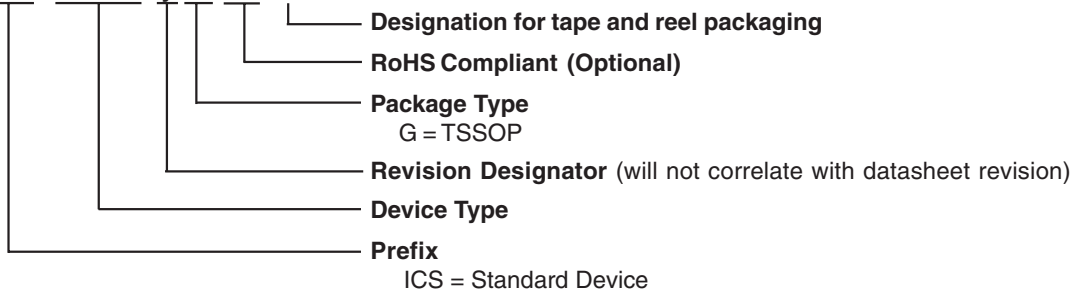 Designation for tape and reel packaging
RoHS Compliant (Optional)
Package Type
G = TSSOP
Revision Designator (will not correlate with datasheet revision)
Device Type
Prefix
ICS = Standard Device